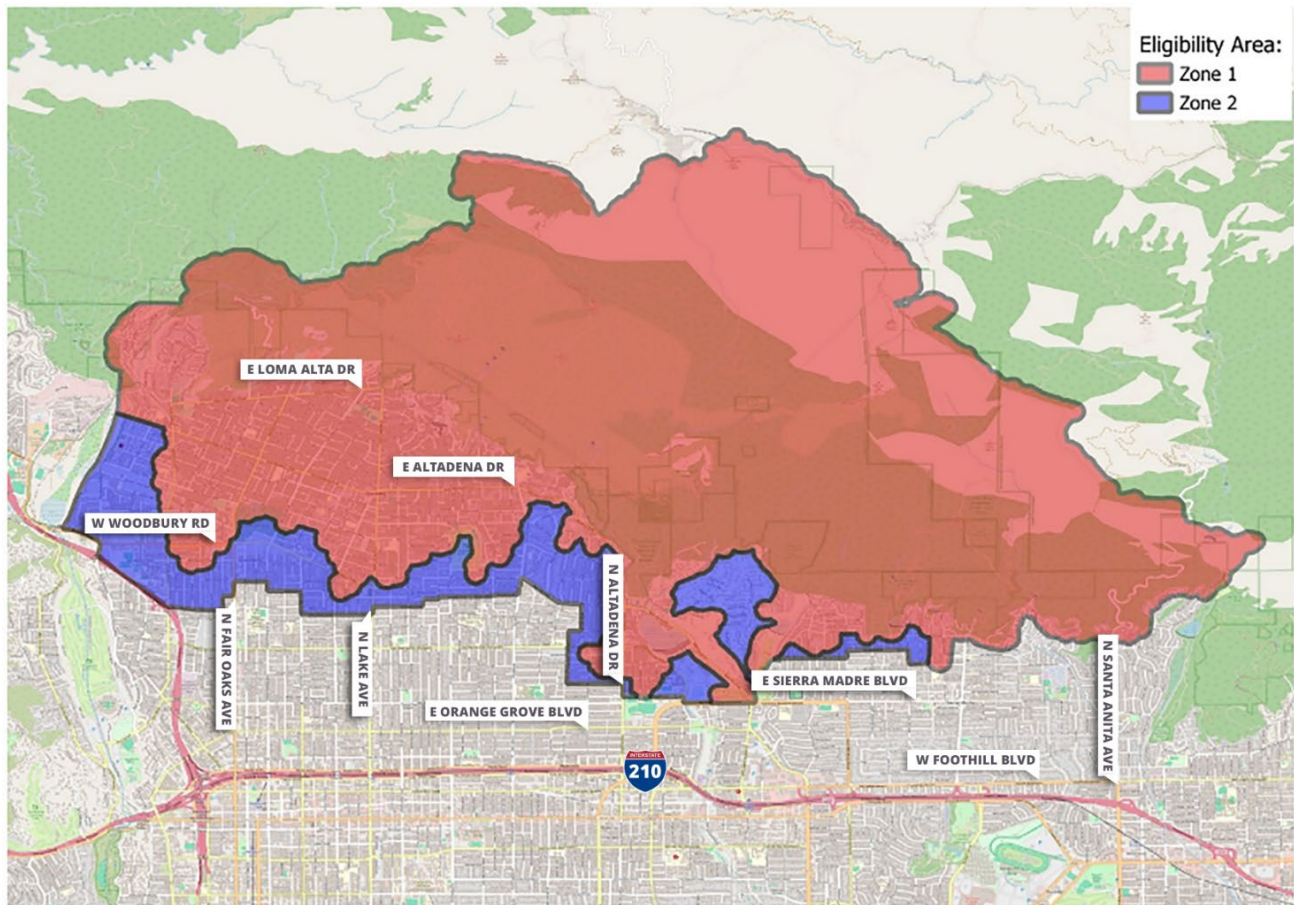 Eligibility Area:
Zone 1
Zone 2
E LOMA ALTA DR
E ALTADENA DR
W WOODBURY RD
N ALTADENA DR
N FAIR OAKS AVE
N LAKE AVE
E SIERRA MADRE BLVD
N SANTA ANITA AVE
E ORANGE GROVE BLVD
W FOOTHILL BLVD
INTERSTATE
210